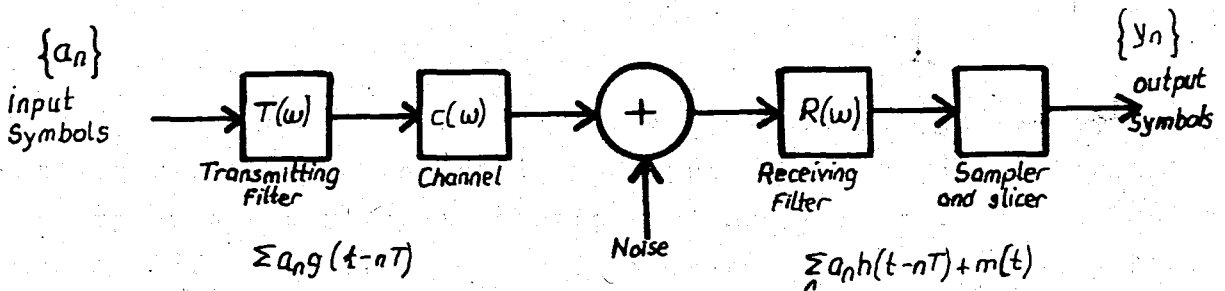 {aₙ}
input
Symbols
T(ω)
Transmitting
Filter
c(ω)
Channel
+
Noise
R(ω)
Receiving
Filter
Sampler
and slicer
{yₙ}
output
symbols
Σaₙg(t-nT)
Σaₙh(t-nT)+m(t)
n